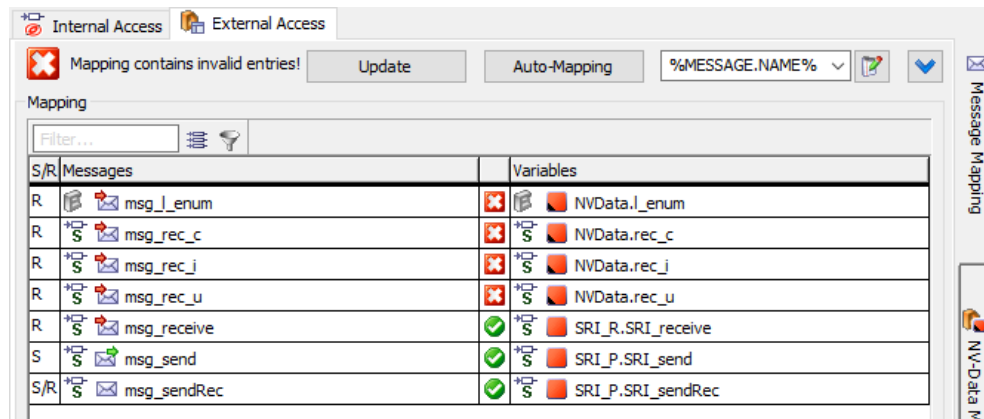 Internal Access External Access
Mapping contains invalid entries! Update Auto-Mapping %MESSAGE.NAME%
Mapping
Filter...
S/R Messages Variables
R msg_l_enum NVData.l_enum
R S msg_rec_c S NVData.rec_c
R S msg_rec_i S NVData.rec_i
R S msg_rec_u S NVData.rec_u
R S msg_receive S SRI_R.SRI_receive
S S msg_send S SRI_P.SRI_send
S/R S msg_sendRec S SRI_P.SRI_sendRec
Message Mapping
NV-Data